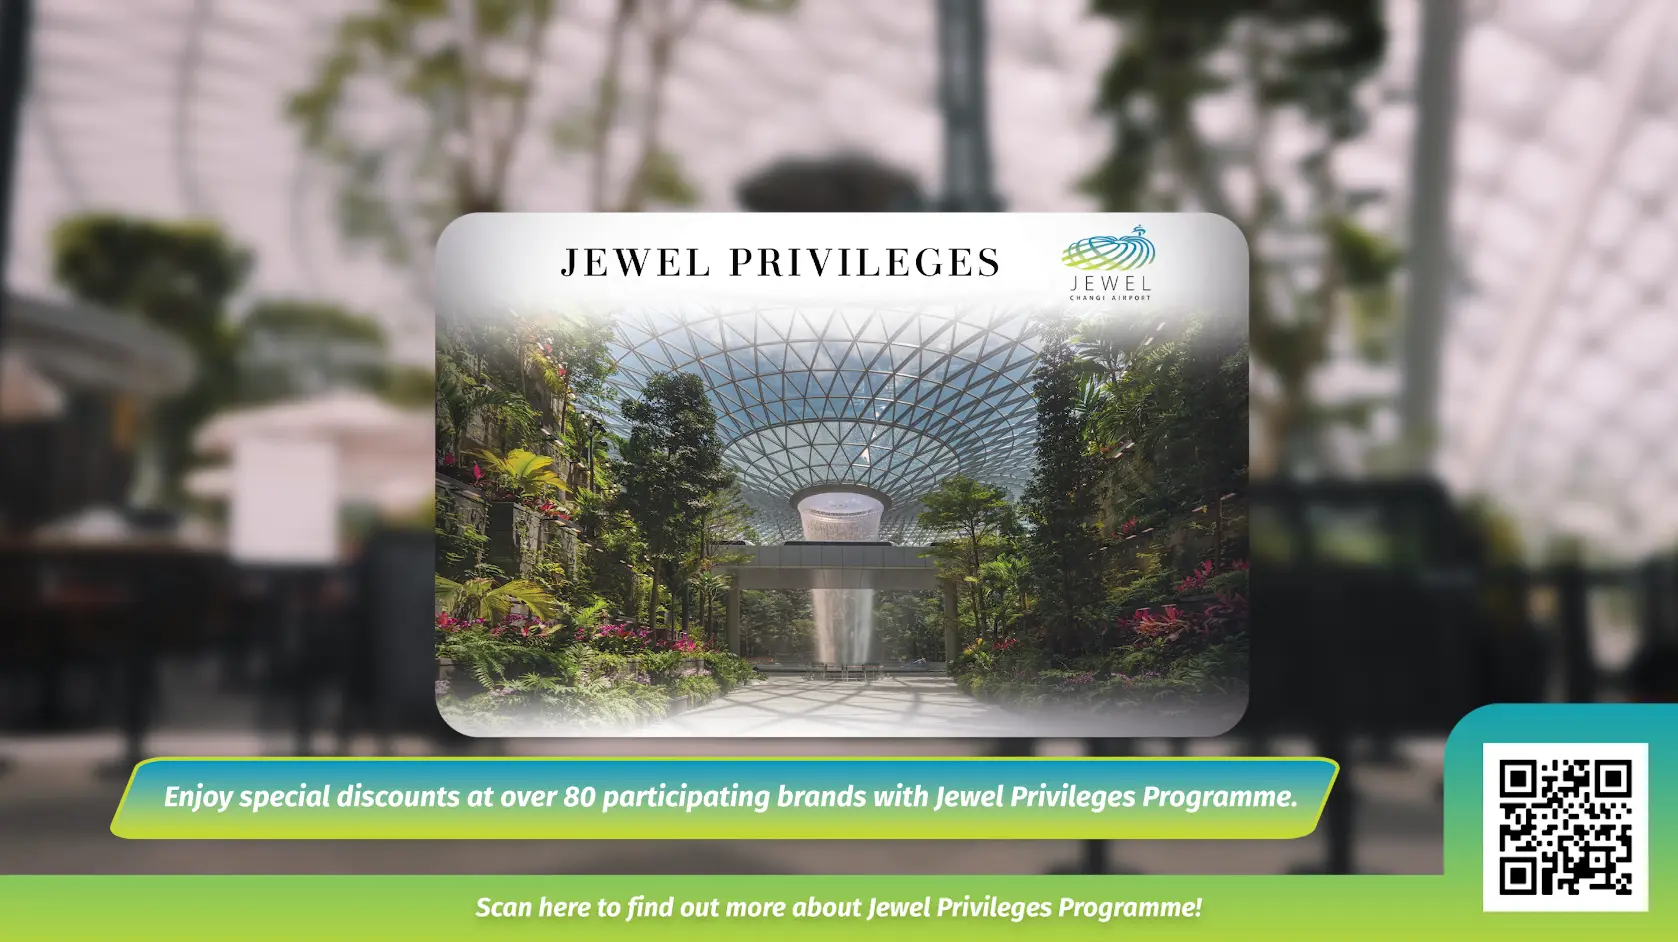 JEWEL PRIVILEGES
JEWEL
CHANGI AIRPORT
Enjoy special discounts at over 80 participating brands with Jewel Privileges Programme.
Scan here to find out more about Jewel Privileges Programme!